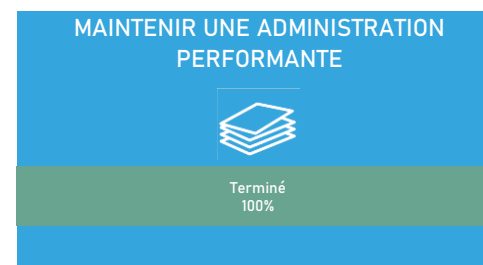 MAINTENIR UNE ADMINISTRATION
PERFORMANTE
Terminé
100%